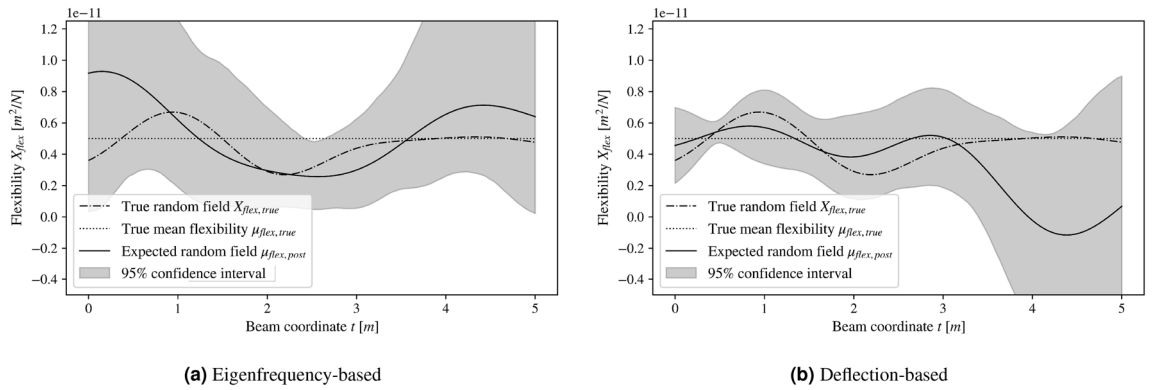 1e−11
1.2
1.0
0.8
0.6
0.4
0.2
0.0
−0.2
−0.4
Flexibility X_flex [m²/N]
True random field X_flex,true
True mean flexibility μ_flex,true
Expected random field μ_flex,post
95% confidence interval
0 1 2 3 4 5
Beam coordinate t [m]
(a) Eigenfrequency-based
1e−11
1.2
1.0
0.8
0.6
0.4
0.2
0.0
−0.2
−0.4
Flexibility X_flex [m²/N]
True random field X_flex,true
True mean flexibility μ_flex,true
Expected random field μ_flex,post
95% confidence interval
0 1 2 3 4 5
Beam coordinate t [m]
(b) Deflection-based